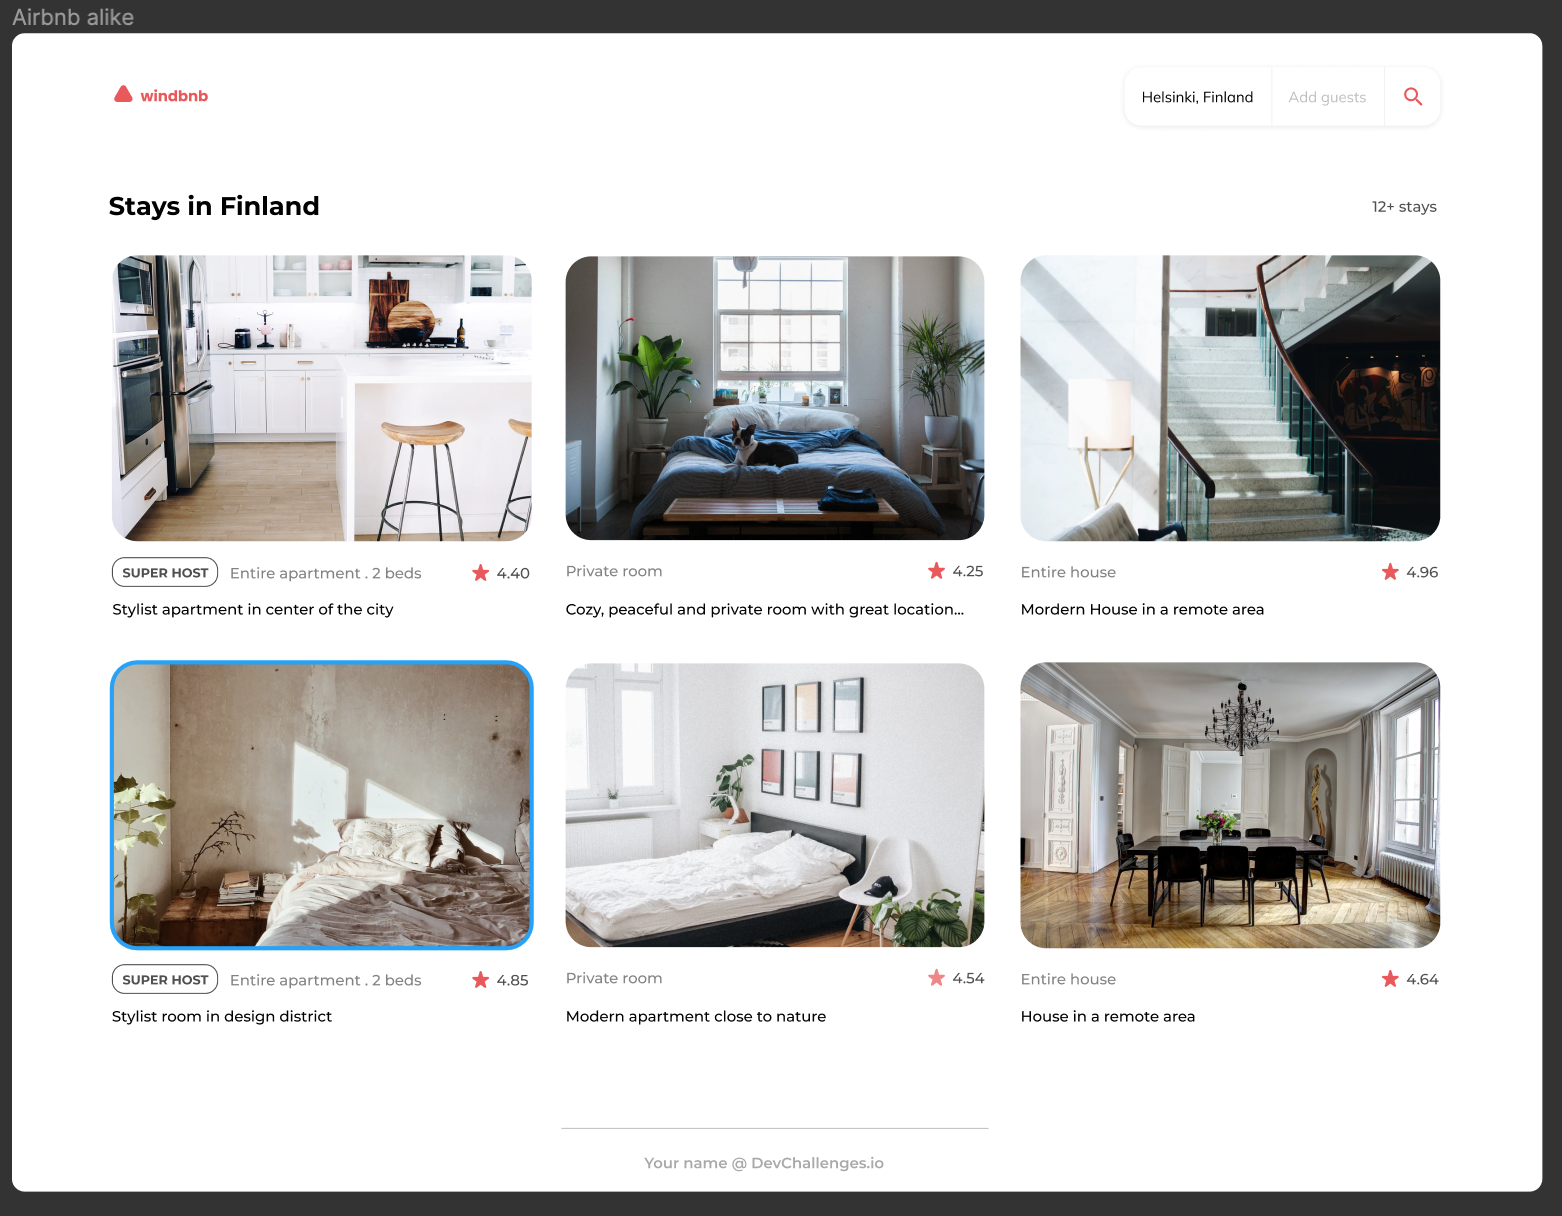 Airbnb alike
windbnb
Helsinki, Finland
Add guests
Stays in Finland
12+ stays
SUPER HOST
Entire apartment . 2 beds
4.40
Stylist apartment in center of the city
Private room
4.25
Cozy, peaceful and private room with great location...
Entire house
4.96
Mordern House in a remote area
SUPER HOST
Entire apartment . 2 beds
4.85
Stylist room in design district
Private room
4.54
Modern apartment close to nature
Entire house
4.64
House in a remote area
Your name @ DevChallenges.io